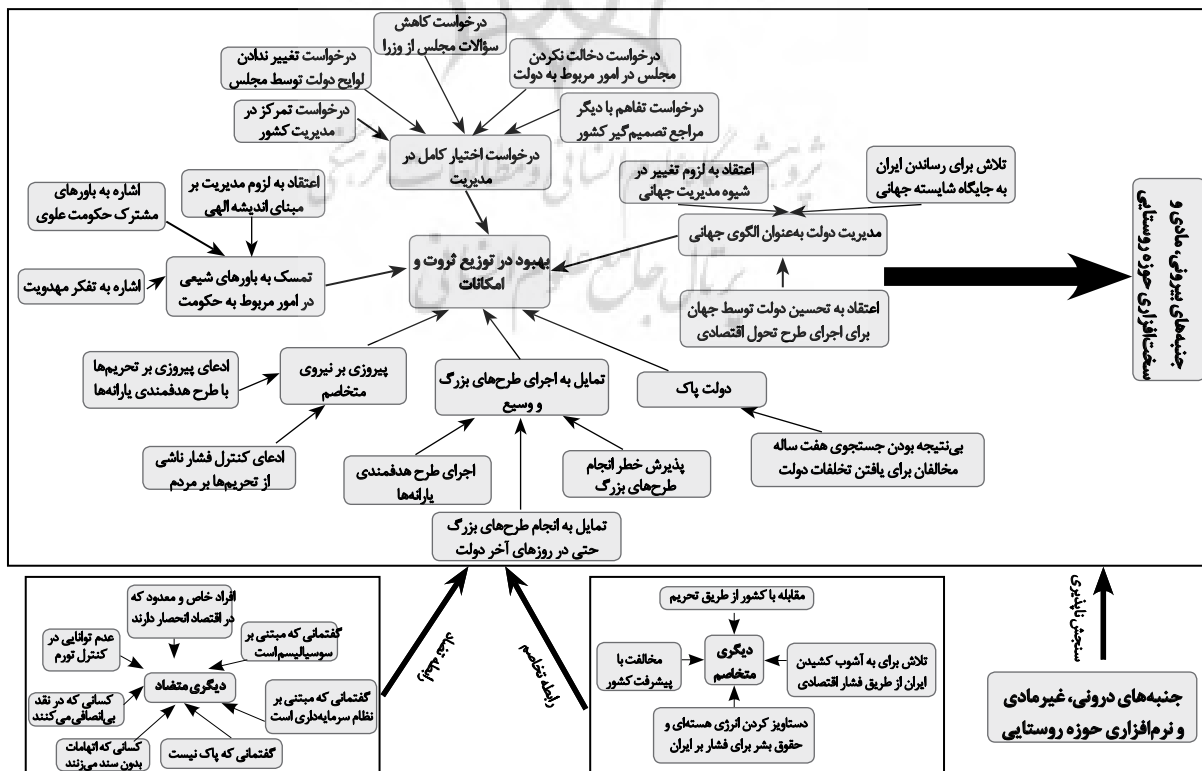 درخواست کاهش
سؤالات مجلس از وزرا
درخواست تغییر ندادن
لوایح دولت توسط مجلس
درخواست دخالت نکردن
مجلس در امور مربوط به دولت
درخواست تمرکز در
مدیریت کشور
درخواست تفاهم با دیگر
مراجع تصمیم‌گیر کشور
درخواست اختیار کامل در
مدیریت
پژوهشگاه علوم انسانی و مطالعات فرهنگی
پرتال جامع علوم انسانی
تلاش برای رساندن ایران
به جایگاه شایسته جهانی
اعتقاد به لزوم تغییر در
شیوه مدیریت جهانی
مدیریت دولت به‌عنوان الگوی جهانی
اعتقاد به تحسین دولت توسط جهان
برای اجرای طرح تحول اقتصادی
بهبود در توزیع ثروت و
امکانات
اعتقاد به لزوم مدیریت بر
مبنای اندیشه الهی
اشاره به باورهای
مشترک حکومت علوی
تمسک به باورهای شیعی
در امور مربوط به حکومت
اشاره به تفکر مهدویت
جنبه‌های بیرونی، مادی و
سخت‌افزاری حوزه روستایی
دولت پاک
بی‌نتیجه بودن جستجوی هفت ساله
مخالفان برای یافتن تخلفات دولت
تمایل به اجرای طرح‌های بزرگ
و وسیع
پذیرش خطر انجام
طرح‌های بزرگ
اجرای طرح هدفمندی
یارانه‌ها
تمایل به انجام طرح‌های بزرگ
حتی در روزهای آخر دولت
پیروزی بر نیروی
متخاصم
ادعای پیروزی بر تحریم‌ها
با طرح هدفمندی یارانه‌ها
ادعای کنترل فشار ناشی
از تحریم‌ها بر مردم
سنجش ناپذیری
جنبه‌های درونی، غیرمادی
و نرم‌افزاری حوزه روستایی
رابطه تخاصم
مقابله با کشور از طریق تحریم
دیگری
متخاصم
تلاش برای به آشوب کشیدن
ایران از طریق فشار اقتصادی
مخالفت با
پیشرفت کشور
دستاویز کردن انرژی هسته‌ای و
حقوق بشر برای فشار بر ایران
رابطه تضاد
افراد خاص و معدود که
در اقتصاد انحصار دارند
گفتمانی که مبتنی بر
سوسیالیسم است
عدم توانایی در
کنترل تورم
دیگری متضاد
گفتمانی که مبتنی بر
نظام سرمایه‌داری است
کسانی که در نقد
بی‌انصافی‌می‌کنند
گفتمانی که پاک نیست
کسانی که اتهامات
بدون سند می‌زنند